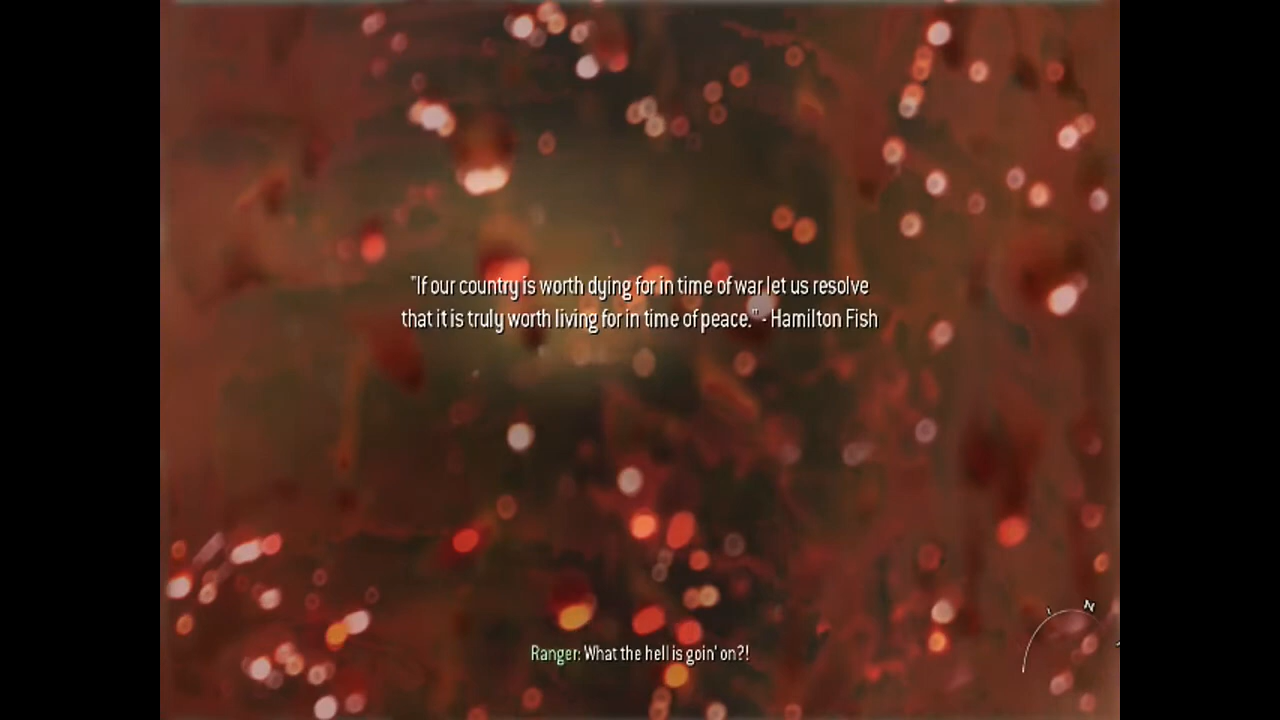 "If our country is worth dying for in time of war let us resolve
that it is truly worth living for in time of peace." - Hamilton Fish
N
Ranger: What the hell is goin' on?!